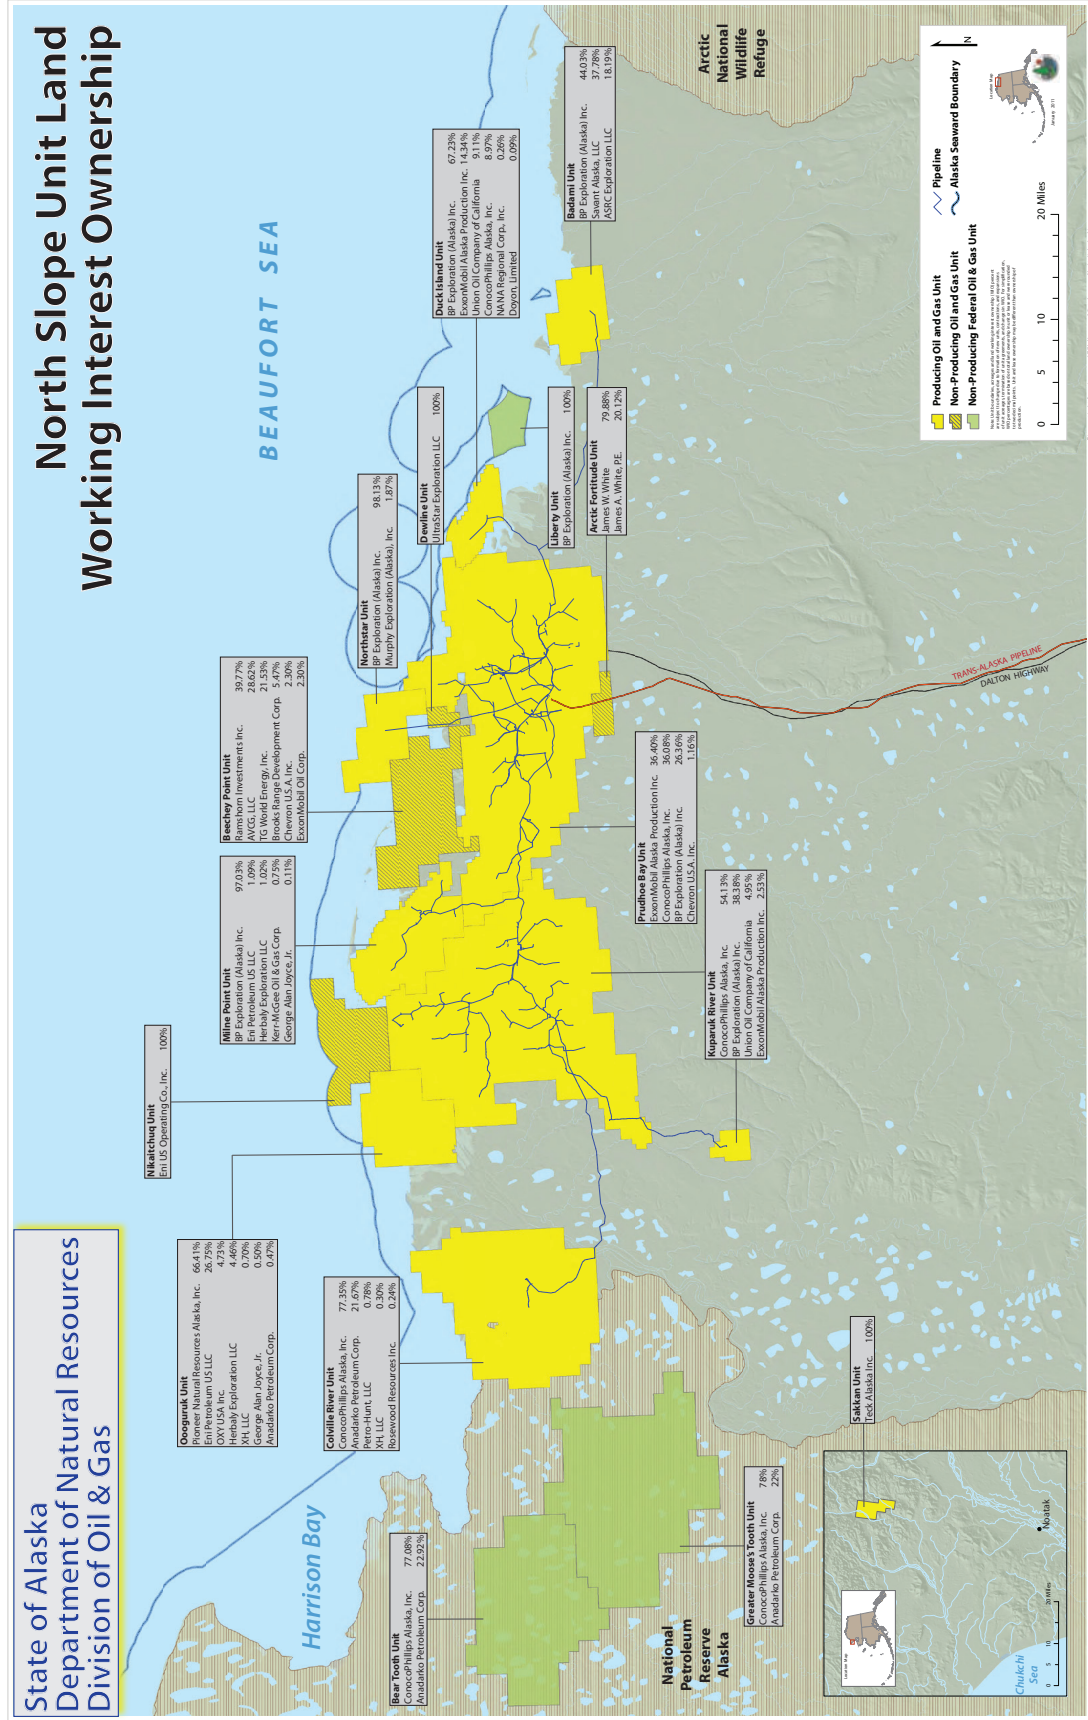 North Slope Unit Land
Working Interest Ownership
State of Alaska
Department of Natural Resources
Division of Oil & Gas
BEAUFORT SEA
Harrison Bay
Arctic
National
Wildlife
Refuge
National
Petroleum
Reserve
Alaska
Nikaitchuq Unit
Eni US Operating Co., Inc. 100%
Oooguruk Unit
Pioneer Natural Resources Alaska, Inc. 66.41%
Eni Petroleum US LLC 26.75%
OXY USA Inc. 4.73%
Herbaly Exploration LLC 4.46%
XH, LLC 0.70%
George Alan Joyce, Jr. 0.50%
Anadarko Petroleum Corp. 0.47%
Milne Point Unit
BP Exploration (Alaska) Inc. 97.03%
Eni Petroleum US LLC 1.09%
Herbaly Exploration LLC 1.02%
Kerr-McGee Oil & Gas Corp. 0.75%
George Alan Joyce, Jr. 0.11%
Beechey Point Unit
Ramshorn Investments Inc. 39.77%
AVCG, LLC 28.62%
TG World Energy, Inc 21.53%
Brooks Range Development Corp. 5.47%
Chevron U.S.A. Inc. 2.30%
ExxonMobil Oil Corp. 2.30%
Northstar Unit
BP Exploration (Alaska) Inc. 98.13%
Murphy Exploration (Alaska), Inc. 1.87%
Dewline Unit
UltraStar Exploration LLC 100%
Duck Island Unit
BP Exploration (Alaska) Inc. 67.23%
ExxonMobil Alaska Production Inc. 14.34%
Union Oil Company of California 9.11%
ConocoPhillips Alaska, Inc. 8.97%
NANA Regional Corp., Inc. 0.26%
Doyon, Limited 0.09%
Badami Unit
BP Exploration (Alaska) Inc. 44.03%
Savant Alaska, LLC 37.78%
ASRC Exploration LLC 18.19%
Liberty Unit
BP Exploration (Alaska) Inc. 100%
Arctic Fortitude Unit
James W. White 79.88%
James A. White, P.E. 20.12%
Colville River Unit
ConocoPhillips Alaska, Inc. 77.35%
Anadarko Petroleum Corp. 21.67%
Petro-Hunt, LLC 0.78%
XH, LLC 0.30%
Rosewood Resources Inc. 0.24%
Bear Tooth Unit
ConocoPhillips Alaska, Inc. 77.08%
Anadarko Petroleum Corp. 22.92%
Prudhoe Bay Unit
ExxonMobil Alaska Production Inc. 36.40%
ConocoPhillips Alaska, Inc. 36.08%
BP Exploration (Alaska) Inc. 26.36%
Chevron U.S.A. Inc. 1.16%
Kuparuk River Unit
ConocoPhillips Alaska, Inc. 54.13%
BP Exploration (Alaska) Inc. 38.38%
Union Oil Company of California 4.95%
ExxonMobil Alaska Production Inc. 2.53%
Greater Moose's Tooth Unit
ConocoPhillips Alaska, Inc. 78%
Anadarko Petroleum Corp. 22%
Sakkan Unit
Teck Alaska Inc. 100%
TRANS-ALASKA PIPELINE
DALTON HIGHWAY
Location Map
Chukchi
Sea
Noatak
0 5 10 20 Miles
Producing Oil and Gas Unit
Non-Producing Oil and Gas Unit
Non-Producing Federal Oil & Gas Unit
Pipeline
Alaska Seaward Boundary
N
Location Map
January 2011
0 5 10 20 Miles